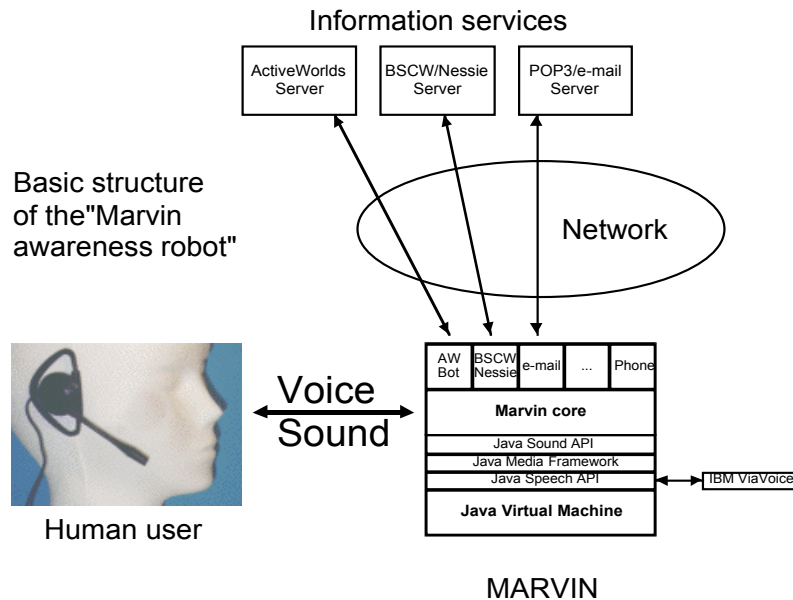 Information services
ActiveWorlds
Server
BSCW/Nessie
Server
POP3/e-mail
Server
Basic structure
of the"Marvin
awareness robot"
Network
AW
Bot
BSCW
Nessie
e-mail
...
Phone
Voice
Sound
Marvin core
Java Sound API
Java Media Framework
Java Speech API
IBM ViaVoice
Java Virtual Machine
Human user
MARVIN